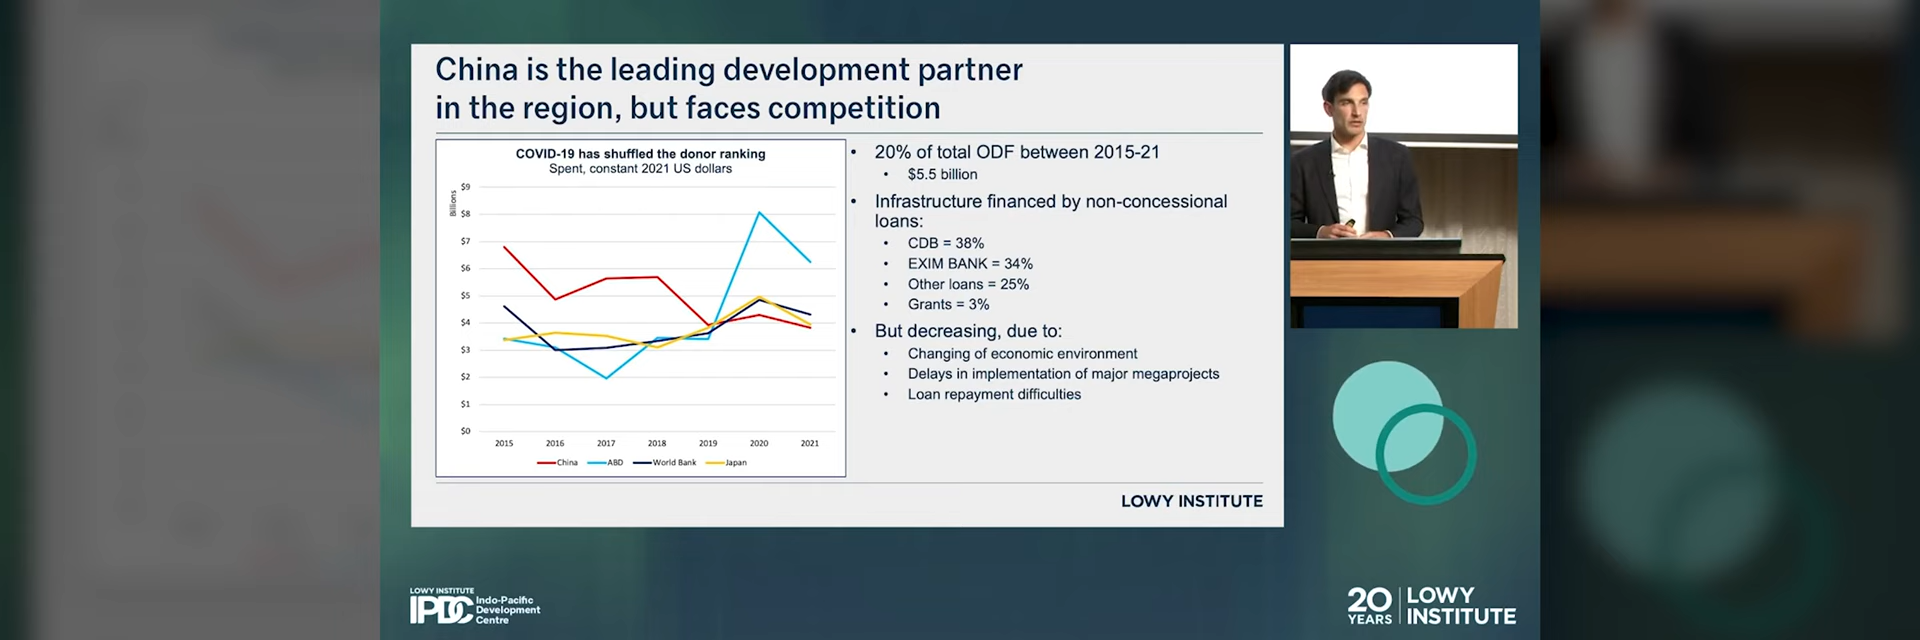 China is the leading development partner
in the region, but faces competition
COVID-19 has shuffled the donor ranking
Spent, constant 2021 US dollars
Billions
$9
$8
$7
$6
$5
$4
$3
$2
$1
$0
2015 2016 2017 2018 2019 2020 2021
China ABD World Bank Japan
• 20% of total ODF between 2015-21
• $5.5 billion
• Infrastructure financed by non-concessional
loans:
• CDB = 38%
• EXIM BANK = 34%
• Other loans = 25%
• Grants = 3%
• But decreasing, due to:
• Changing of economic environment
• Delays in implementation of major megaprojects
• Loan repayment difficulties
LOWY INSTITUTE
LOWY INSTITUTE
IPDC
Indo-Pacific
Development
Centre
20
YEARS
LOWY
INSTITUTE